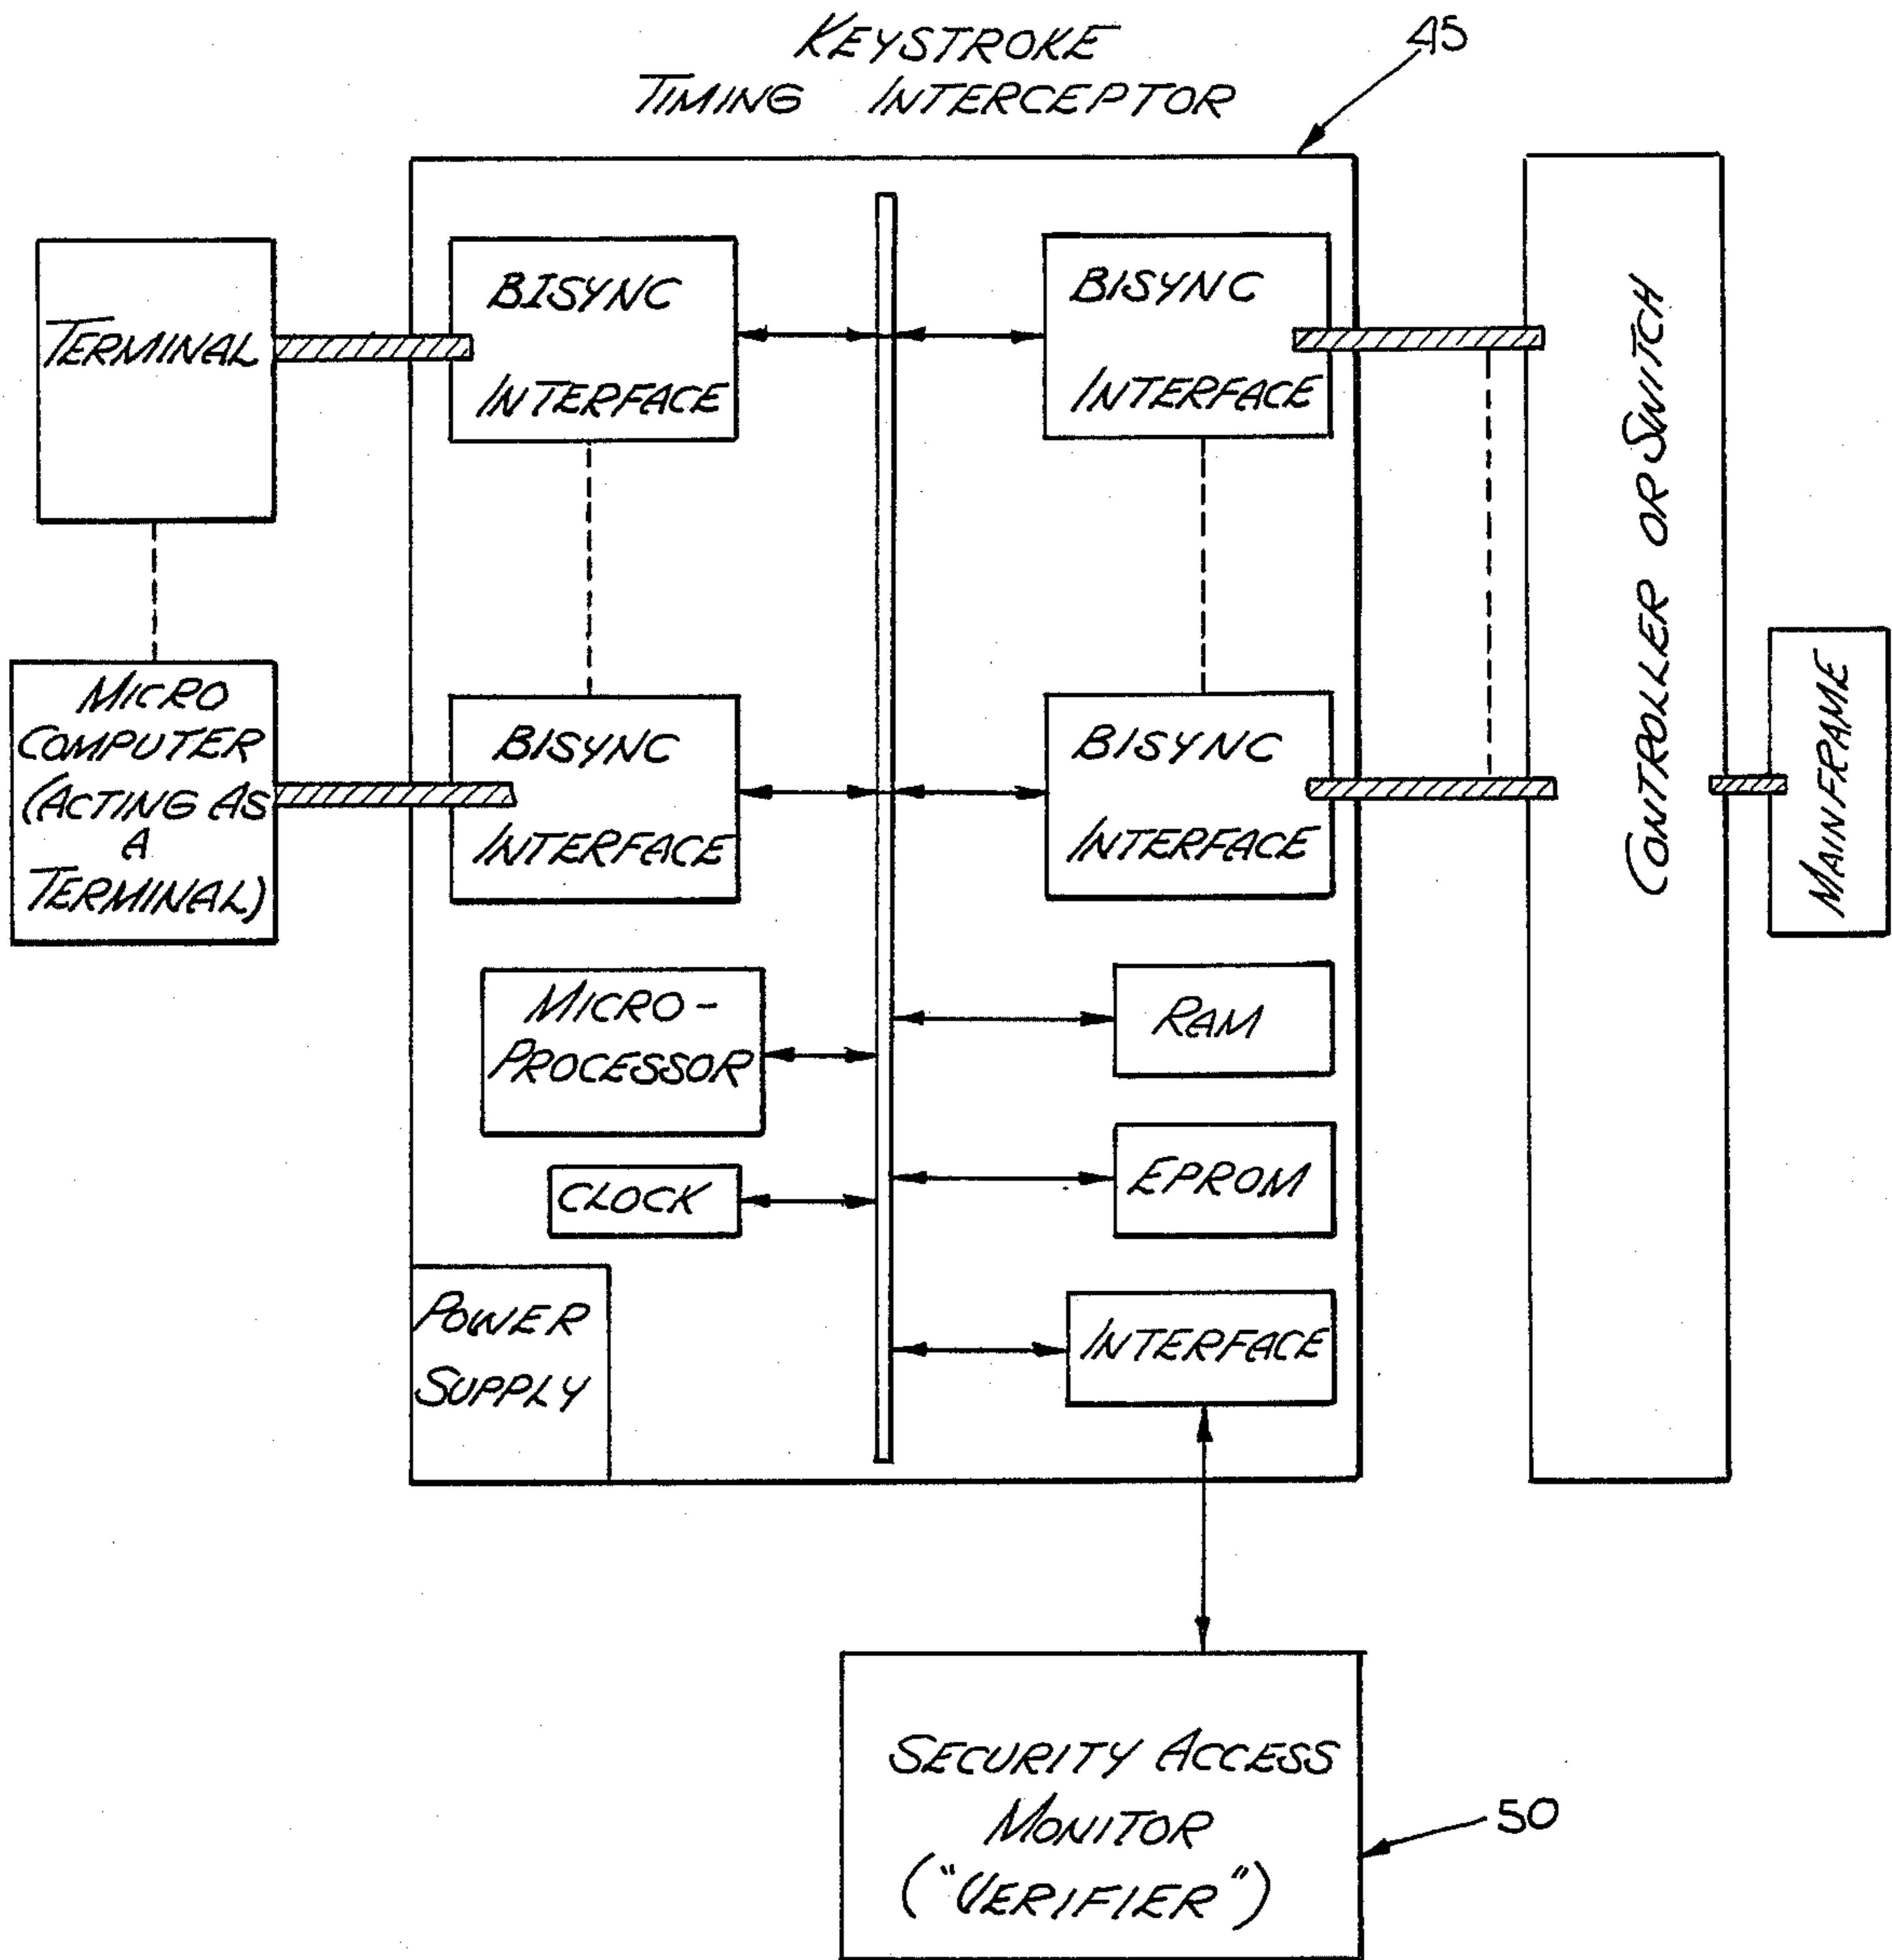 KEYSTROKE
TIMING INTERCEPTOR
45
TERMINAL
BISYNC
INTERFACE
BISYNC
INTERFACE
CONTROLLER OR SWITCH
MICRO
COMPUTER
(ACTING AS
A
TERMINAL)
BISYNC
INTERFACE
BISYNC
INTERFACE
MAINFRAME
MICRO-
PROCESSOR
RAM
CLOCK
EPROM
POWER
SUPPLY
INTERFACE
SECURITY ACCESS
MONITOR
("VERIFIER")
50